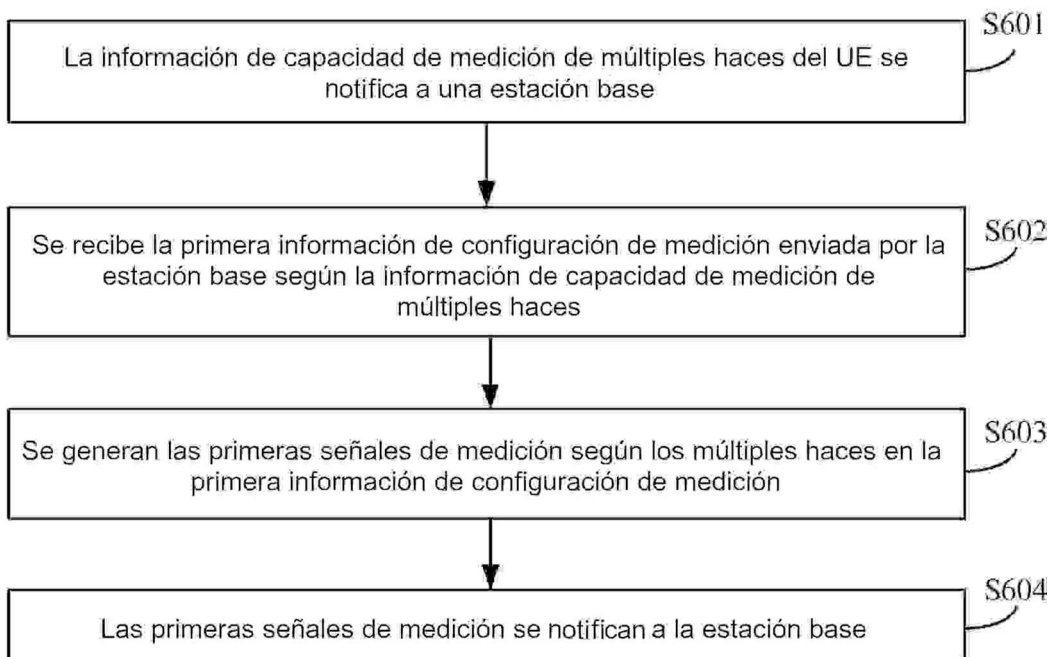 S601
La información de capacidad de medición de múltiples haces del UE se
notifica a una estación base
S602
Se recibe la primera información de configuración de medición enviada por la
estación base según la información de capacidad de medición de
múltiples haces
S603
Se generan las primeras señales de medición según los múltiples haces en la
primera información de configuración de medición
S604
Las primeras señales de medición se notifican a la estación base